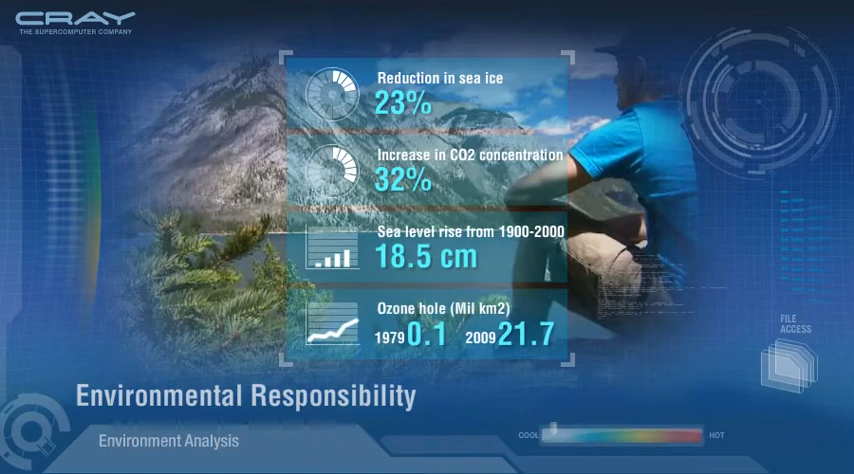 CRAY
THE SUPERCOMPUTER COMPANY
Reduction in sea ice
23%
Increase in CO2 concentration
32%
Sea level rise from 1900-2000
18.5 cm
Ozone hole (Mil km2)
1979 0.1 2009 21.7
FILE
ACCESS
Environmental Responsibility
Environment Analysis
COOL HOT